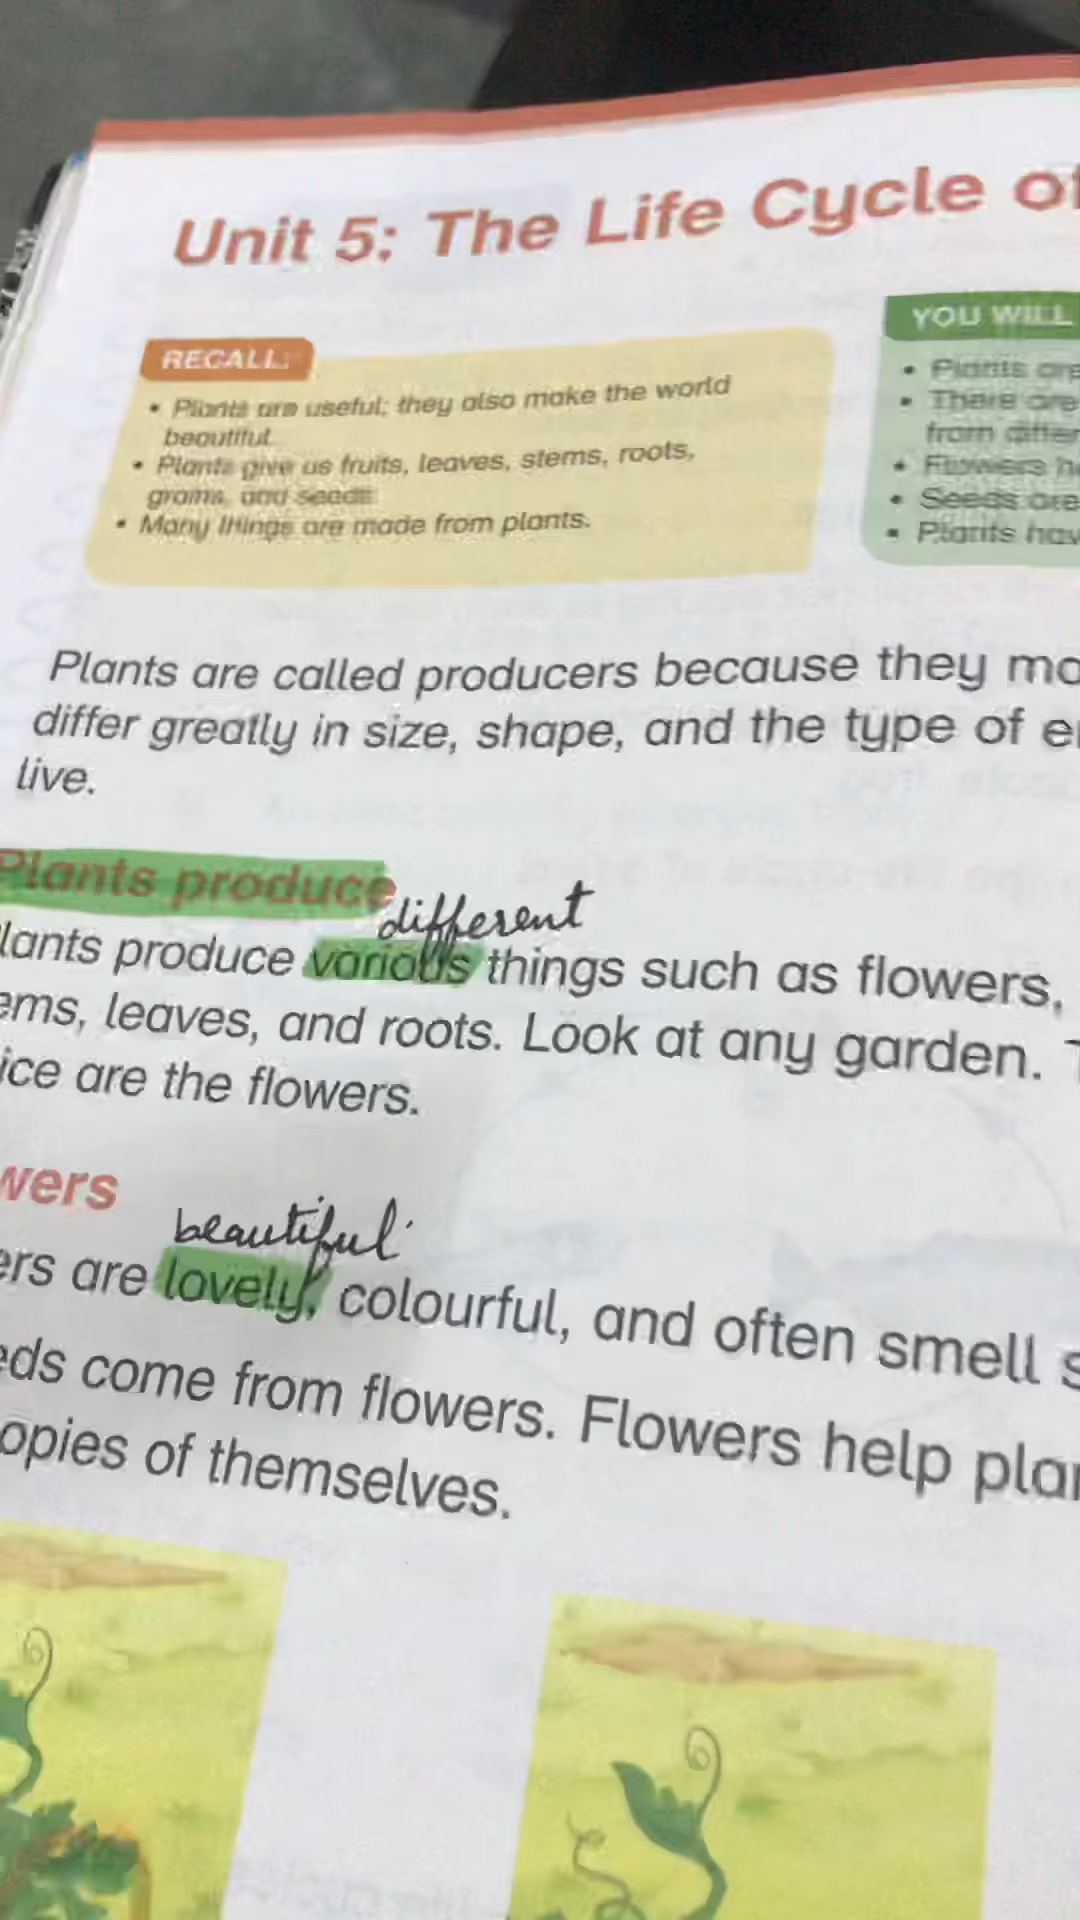 Unit 5: The Life Cycle of
RECALL:
• Plants are useful; they also make the world
beautiful.
• Plants give us fruits, leaves, stems, roots,
grams, and seeds
• Many things are made from plants.
YOU WILL
• Plants are
• There are
from differ
• Flowers h
• Seeds are
• Plants hav
Plants are called producers because they ma
differ greatly in size, shape, and the type of e
live.
Plants produce
different
lants produce various things such as flowers,
ems, leaves, and roots. Look at any garden. T
ice are the flowers.
wers
beautiful
ers are lovely, colourful, and often smell s
eds come from flowers. Flowers help plan
opies of themselves.